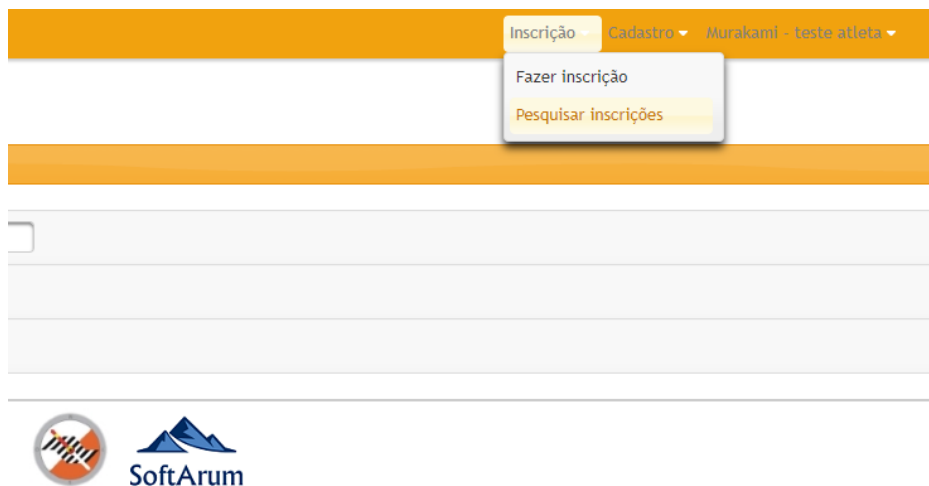 Inscrição Cadastro Murakami - teste atleta
Fazer inscrição
Pesquisar inscrições
SoftArum